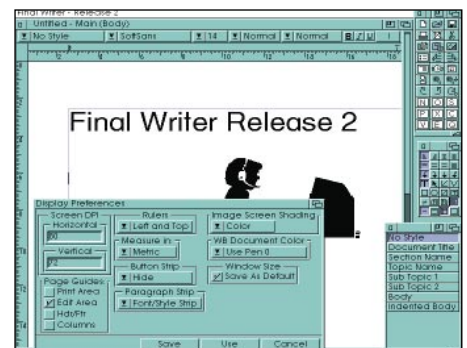 Final Writer - Release 2
Untitled - Main (Body)
No Style
SoftSans
14
Normal
Normal
B I U
Final Writer Release 2
Display Preferences
Screen DPI
Horizontal
Vertical
72
Page Guides
Print Area
Edit Area
Hdr/Ftr
Columns
Rulers
Left and Top
Measure in
Metric
Button Strip
Hide
Paragraph Strip
Font/Style Strip
Image Screen Shading
Color
WB Document Color
Use Pen 0
Window Size
Save As Default
Save
Use
Cancel
N O S
P X V E C
No Style
Document Title
Section Name
Topic Name
Sub Topic 1
Sub Topic 2
Body
Indented Body